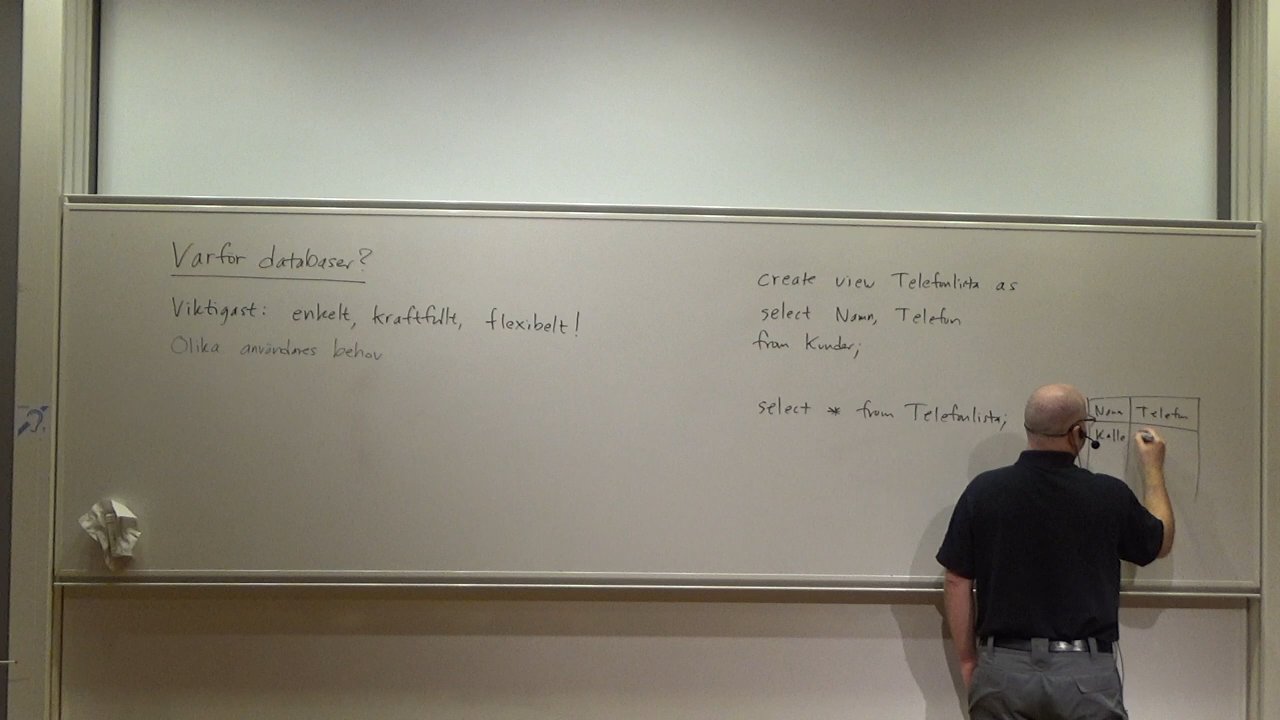 Varför databaser?
Viktigast: enkelt, kraftfullt, flexibelt!
Olika användares behov
create view Telefonlista as
select Namn, Telefon
from Kunder;
select * from Telefonlista;
Namn Telefon
Kalle